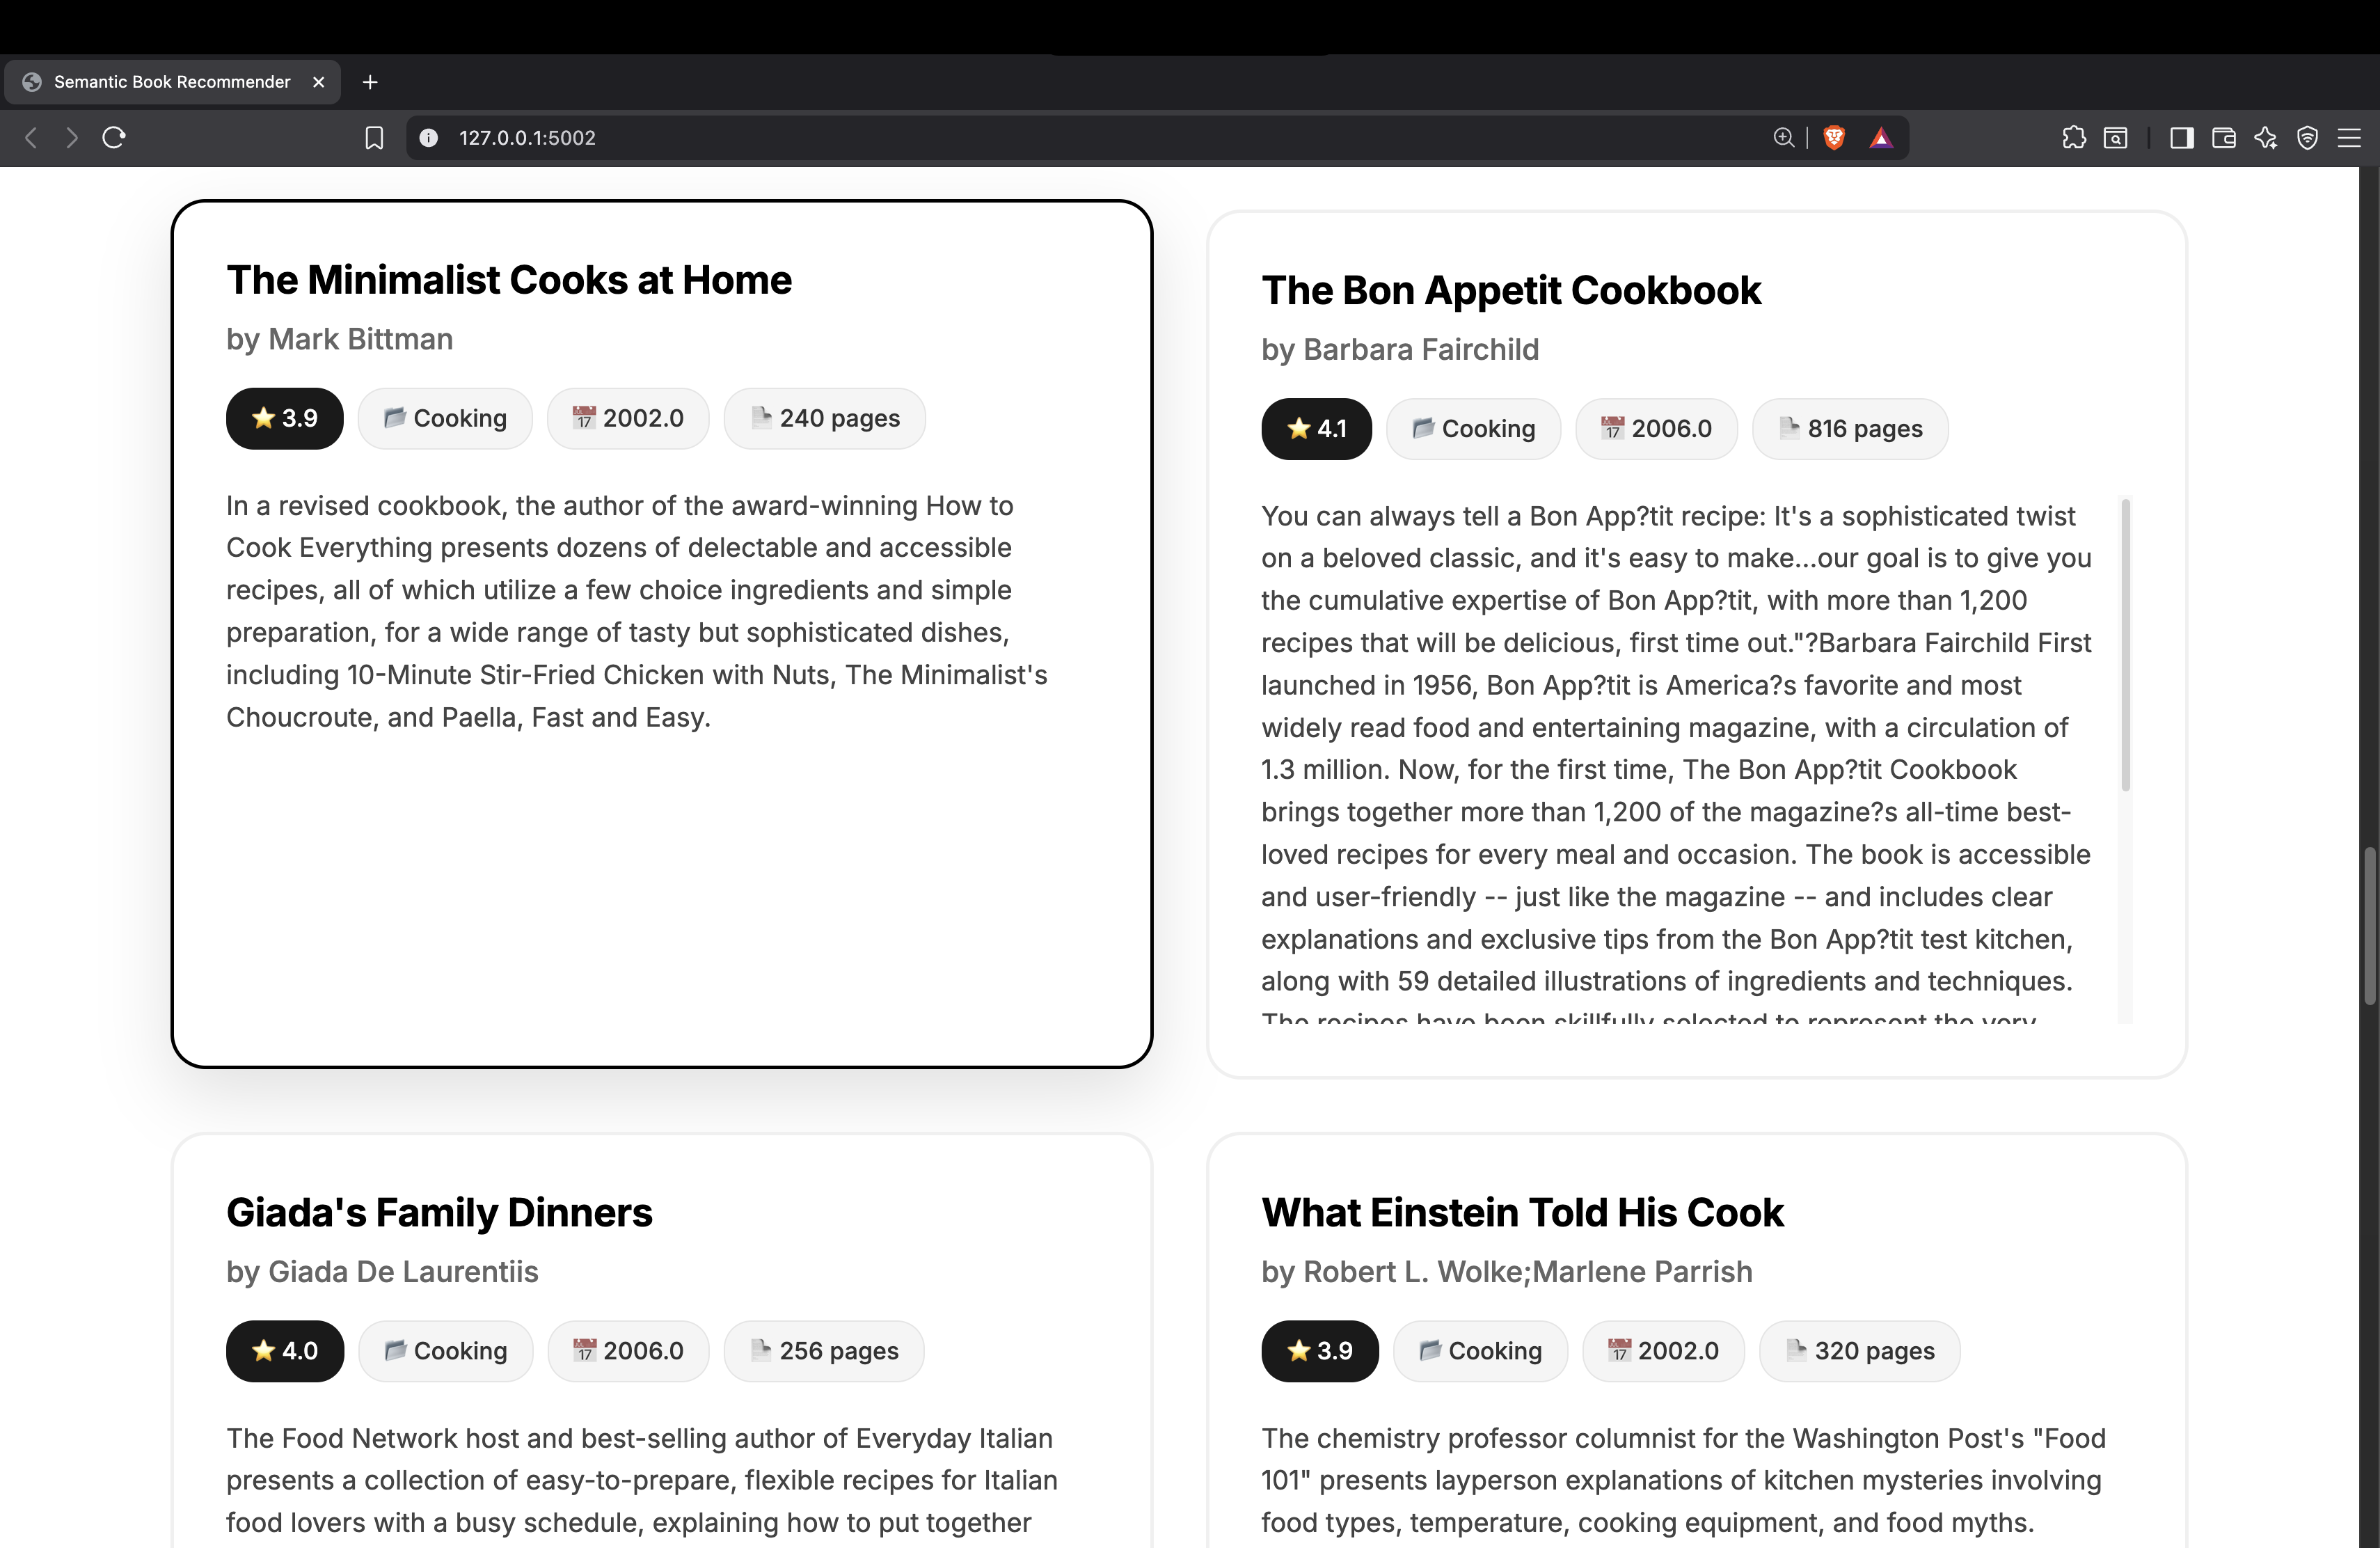 Semantic Book Recommender
127.0.0.1:5002
The Minimalist Cooks at Home
by Mark Bittman
3.9 Cooking 17 2002.0 240 pages
In a revised cookbook, the author of the award-winning How to
Cook Everything presents dozens of delectable and accessible
recipes, all of which utilize a few choice ingredients and simple
preparation, for a wide range of tasty but sophisticated dishes,
including 10-Minute Stir-Fried Chicken with Nuts, The Minimalist's
Choucroute, and Paella, Fast and Easy.
The Bon Appetit Cookbook
by Barbara Fairchild
4.1 Cooking 17 2006.0 816 pages
You can always tell a Bon App?tit recipe: It's a sophisticated twist
on a beloved classic, and it's easy to make...our goal is to give you
the cumulative expertise of Bon App?tit, with more than 1,200
recipes that will be delicious, first time out."?Barbara Fairchild First
launched in 1956, Bon App?tit is America?s favorite and most
widely read food and entertaining magazine, with a circulation of
1.3 million. Now, for the first time, The Bon App?tit Cookbook
brings together more than 1,200 of the magazine?s all-time best-
loved recipes for every meal and occasion. The book is accessible
and user-friendly -- just like the magazine -- and includes clear
explanations and exclusive tips from the Bon App?tit test kitchen,
along with 59 detailed illustrations of ingredients and techniques.
The recipes have been skillfully selected to represent the very
Giada's Family Dinners
by Giada De Laurentiis
4.0 Cooking 17 2006.0 256 pages
The Food Network host and best-selling author of Everyday Italian
presents a collection of easy-to-prepare, flexible recipes for Italian
food lovers with a busy schedule, explaining how to put together
What Einstein Told His Cook
by Robert L. Wolke;Marlene Parrish
3.9 Cooking 17 2002.0 320 pages
The chemistry professor columnist for the Washington Post's "Food
101" presents layperson explanations of kitchen mysteries involving
food types, temperature, cooking equipment, and food myths.